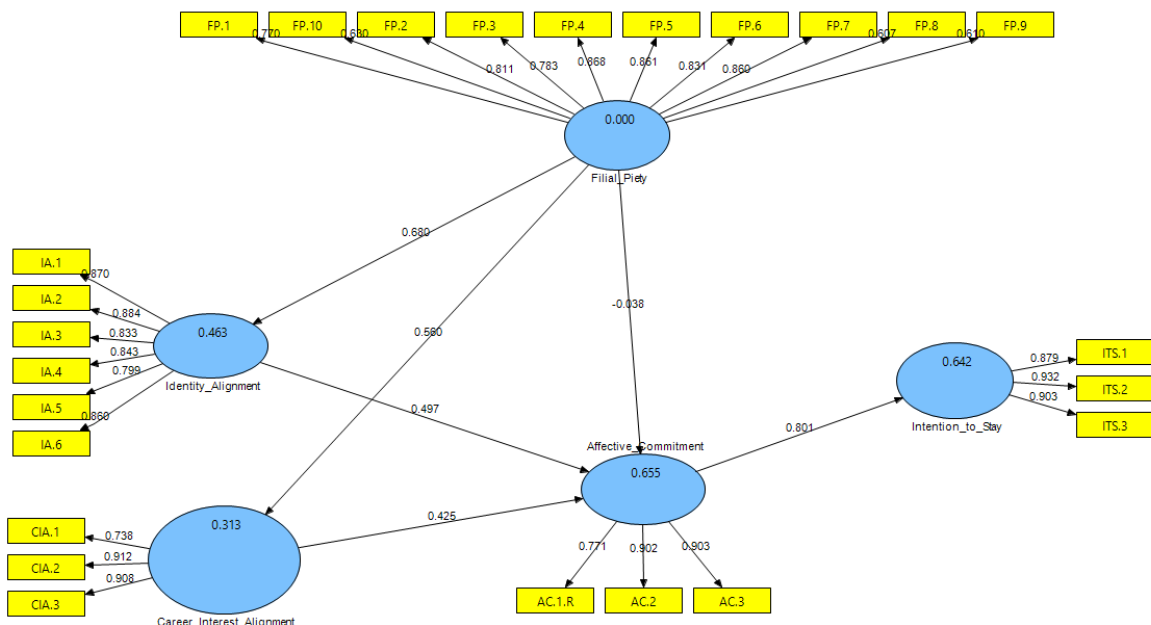 FP.1 FP.10 FP.2 FP.3 FP.4 FP.5 FP.6 FP.7 FP.8 FP.9
0.770 0.630 0.811 0.783 0.868 0.861 0.831 0.860 0.607 0.610
0.000
Filial_Piety
0.680
0.560
-0.038
IA.1
0.870
IA.2
0.884
IA.3
0.833
IA.4
0.843
IA.5
0.799
IA.6
0.860
0.463
Identity_Alignment
0.497
0.642
Intention_to_Stay
0.879
ITS.1
0.932
ITS.2
0.903
ITS.3
0.801
Affective_Commitment
0.655
0.425
0.771 0.902 0.903
AC.1.R AC.2 AC.3
CIA.1
0.738
CIA.2
0.912
CIA.3
0.908
0.313
Career_Interest_Alignment